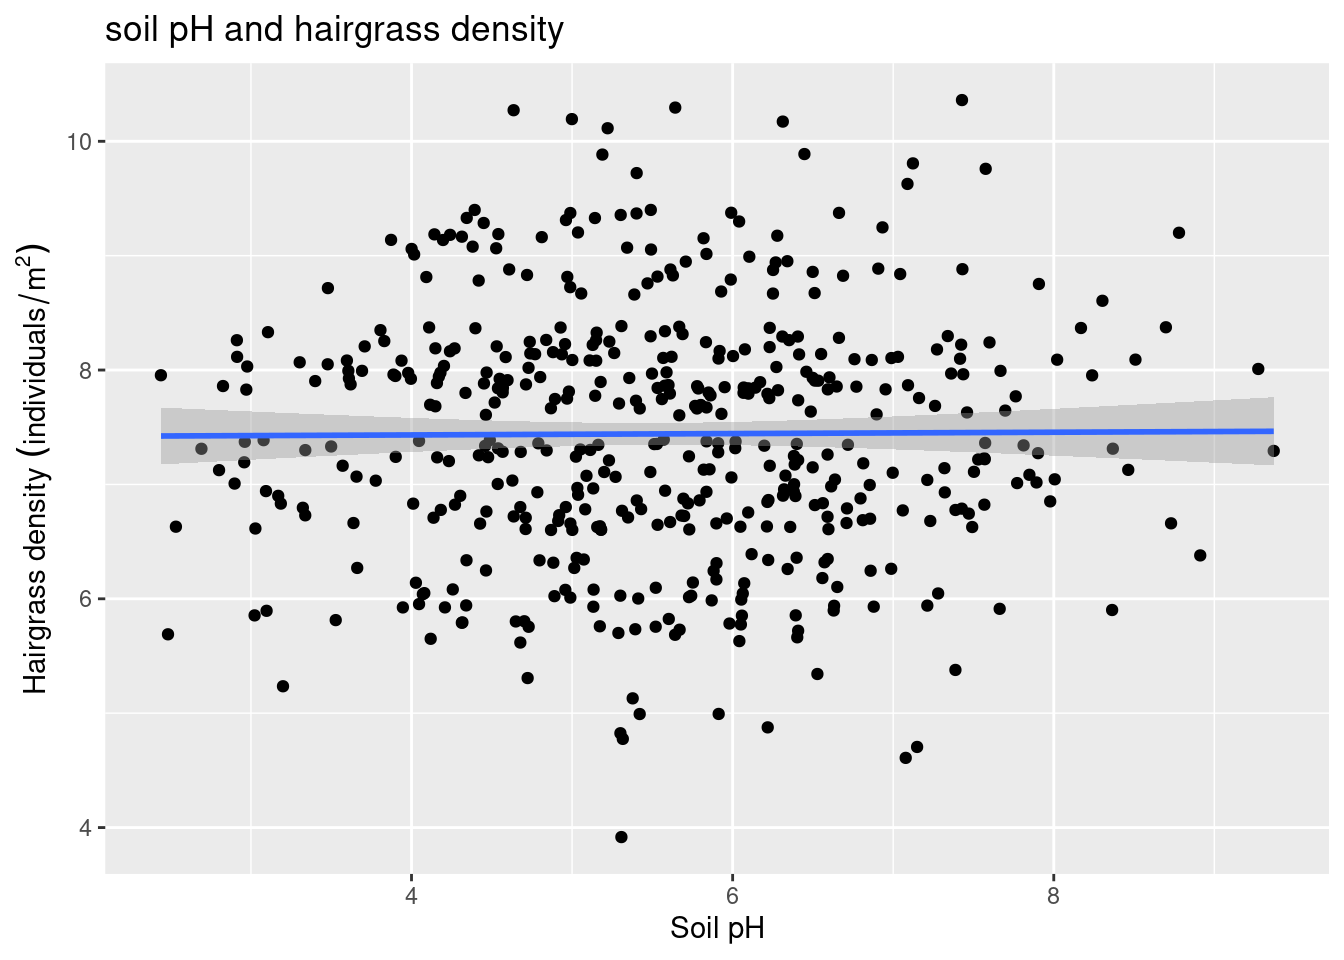 soil pH and hairgrass density
Hairgrass density (individuals/m²)
10
8
6
4
4 6 8
Soil pH